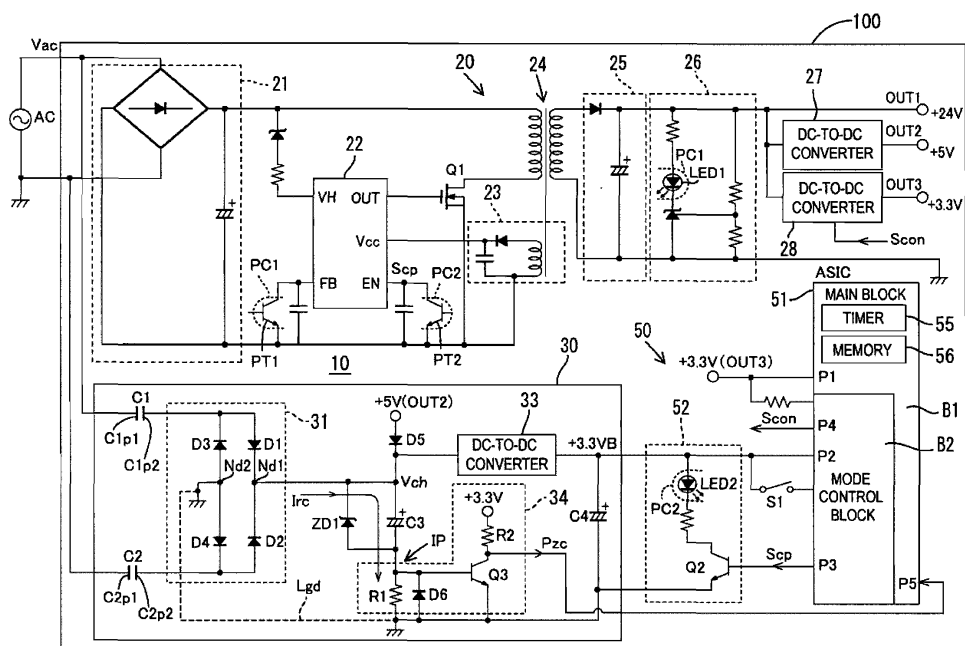 100
Vac
21
20
24
25
26
27
OUT1
+24V
DC-TO-DC CONVERTER
OUT2
+5V
AC
22
Q1
PC1
LED1
VH
OUT
DC-TO-DC CONVERTER
OUT3
+3.3V
28
Scon
23
Vcc
PC1
FB
EN
Scp
PC2
PT1
PT2
10
ASIC
51
MAIN BLOCK
TIMER
55
MEMORY
56
50
30
+3.3V(OUT3)
P1
B1
C1
C1p1
C1p2
31
+5V(OUT2)
33
Scon
P4
B2
D3
D1
D5
DC-TO-DC CONVERTER
+3.3VB
52
P2
Nd2
Nd1
Vch
LED2
S1
MODE CONTROL BLOCK
Irc
34
PC2
+3.3V
C4
ZD1
C3
D4
D2
IP
R2
Pzc
Q2
Scp
P3
P5
C2
C2p1
C2p2
Lgd
R1
D6
Q3